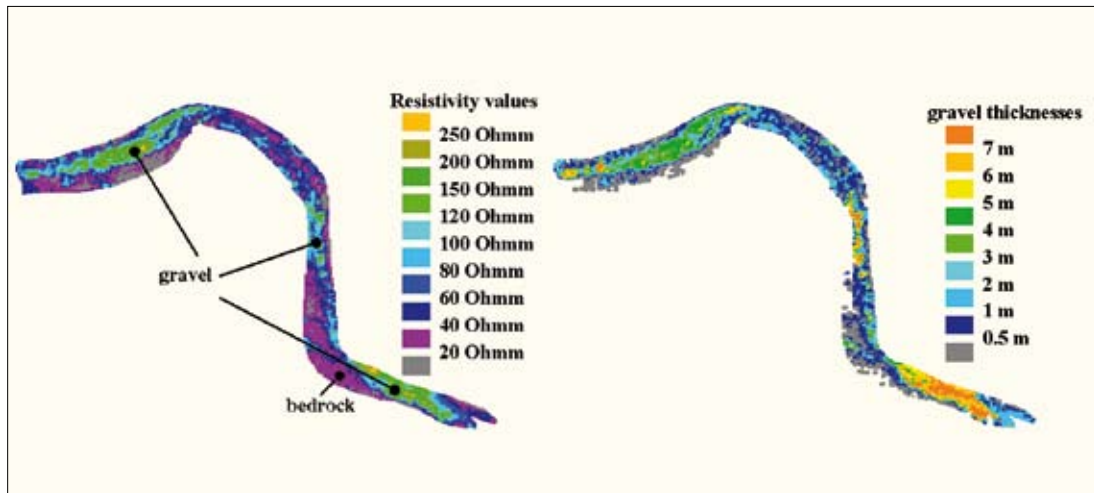 Resistivity values
250 Ohmm
200 Ohmm
150 Ohmm
120 Ohmm
100 Ohmm
80 Ohmm
60 Ohmm
40 Ohmm
20 Ohmm
gravel
bedrock
gravel thicknesses
7 m
6 m
5 m
4 m
3 m
2 m
1 m
0.5 m